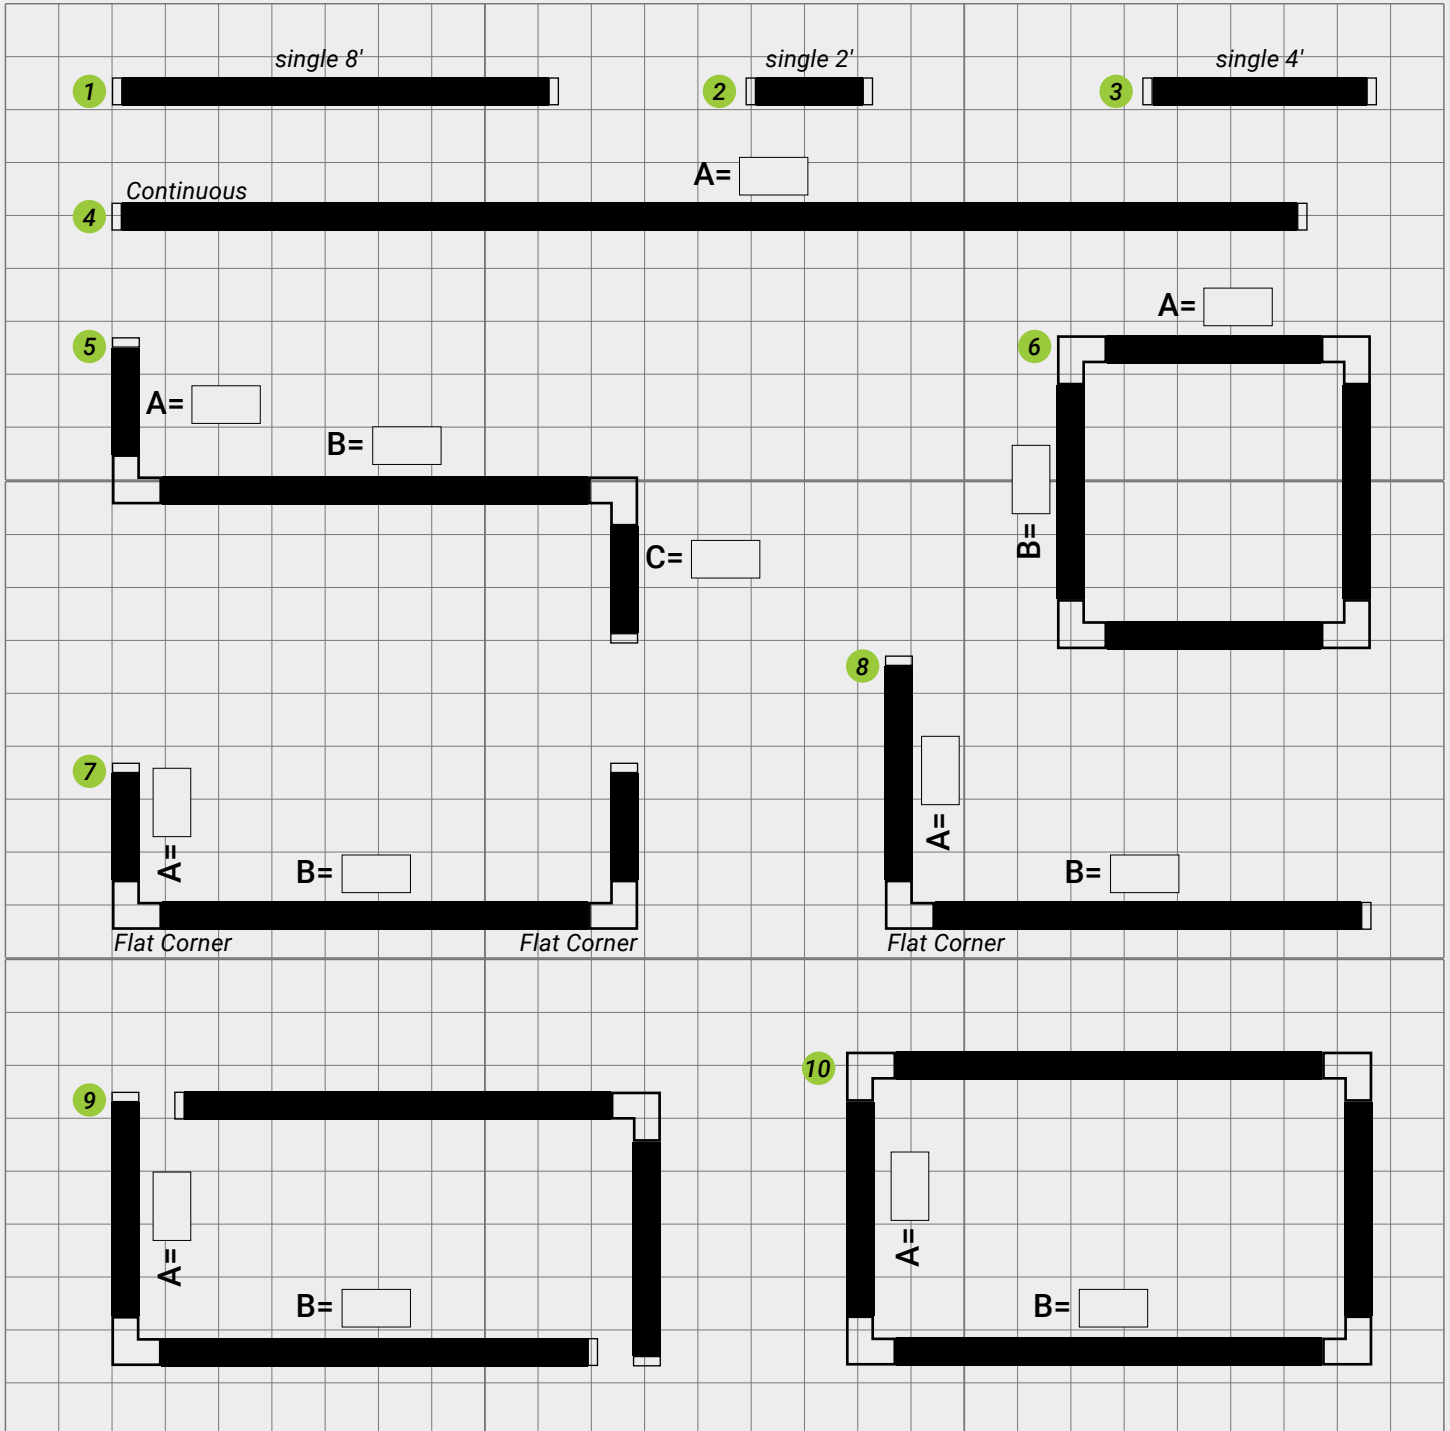 single 8'
single 2'
single 4'
1
2
3
A=
Continuous
4
A=
5
6
A=
B=
B=
C=
8
7
A=
A=
B=
B=
Flat Corner
Flat Corner
Flat Corner
10
9
A=
A=
B=
B=